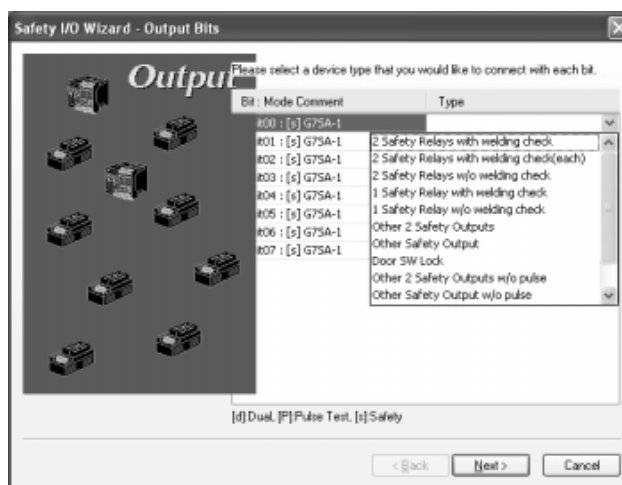 Safety I/O Wizard - Output Bits
Output
Please select a device type that you would like to connect with each bit.
Bit : Mode Comment Type
it00 : [s] G7SA-1
it01 : [s] G7SA-1
it02 : [s] G7SA-1
it03 : [s] G7SA-1
it04 : [s] G7SA-1
it05 : [s] G7SA-1
it06 : [s] G7SA-1
it07 : [s] G7SA-1
2 Safety Relays with welding check
2 Safety Relays with welding check(each)
2 Safety Relays w/o welding check
1 Safety Relay with welding check
1 Safety Relay w/o welding check
Other 2 Safety Outputs
Other Safety Output
Door SW Lock
Other 2 Safety Outputs w/o pulse
Other Safety Output w/o pulse
[d]:Dual, [P]:Pulse Test, [s]:Safety
< Back Next > Cancel